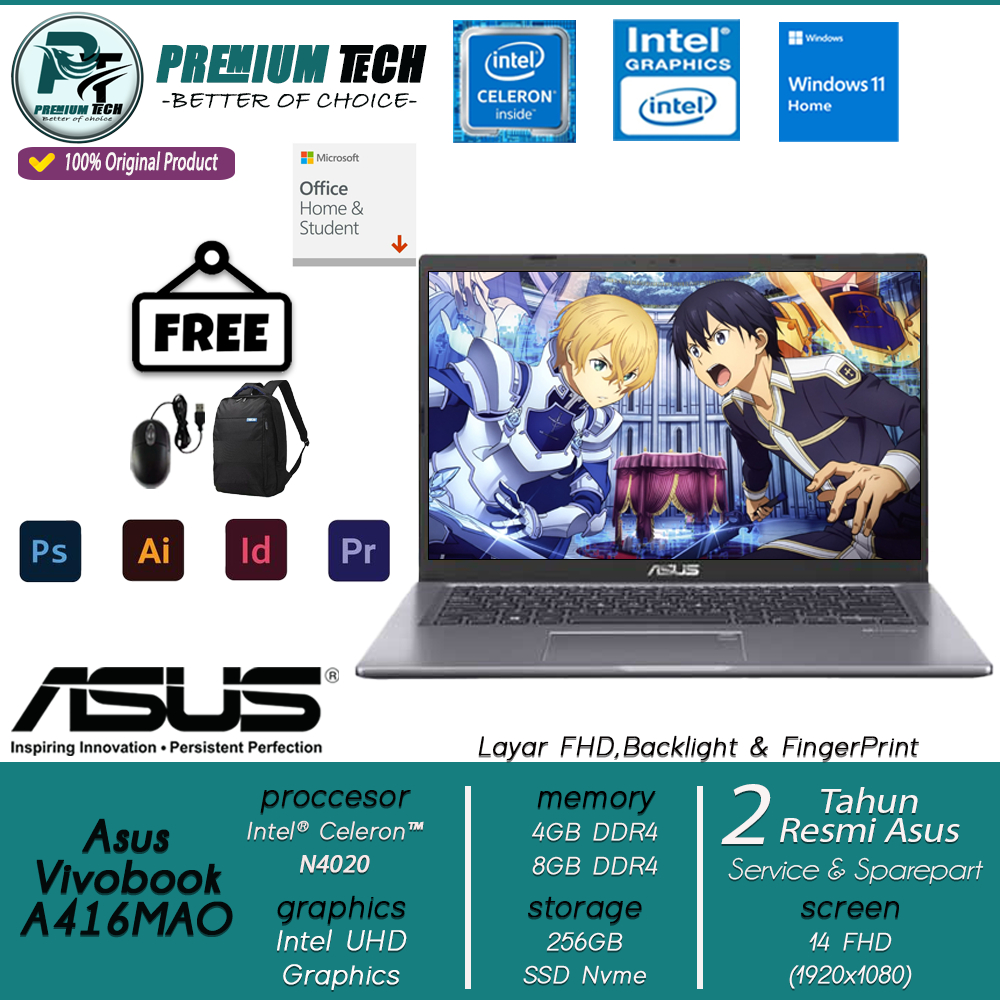 PT
PREMIUM TECH
Better of choice
PREMIUM TECH
-BETTER OF CHOICE-
100% Original Product
intel®
CELERON®
inside™
Intel®
GRAPHICS
intel®
Windows
Windows 11
Home
Microsoft
Office
Home &
Student
FREE
Ps
Ai
Id
Pr
ASUS
ASUS®
Inspiring Innovation • Persistent Perfection
Layar FHD,Backlight & FingerPrint
Asus
Vivobook
A416MAO
proccesor
Intel® Celeron™
N4020
graphics
Intel UHD
Graphics
memory
4GB DDR4
8GB DDR4
storage
256GB
SSD Nvme
2 Tahun
Resmi Asus
Service & Sparepart
screen
14 FHD
(1920x1080)